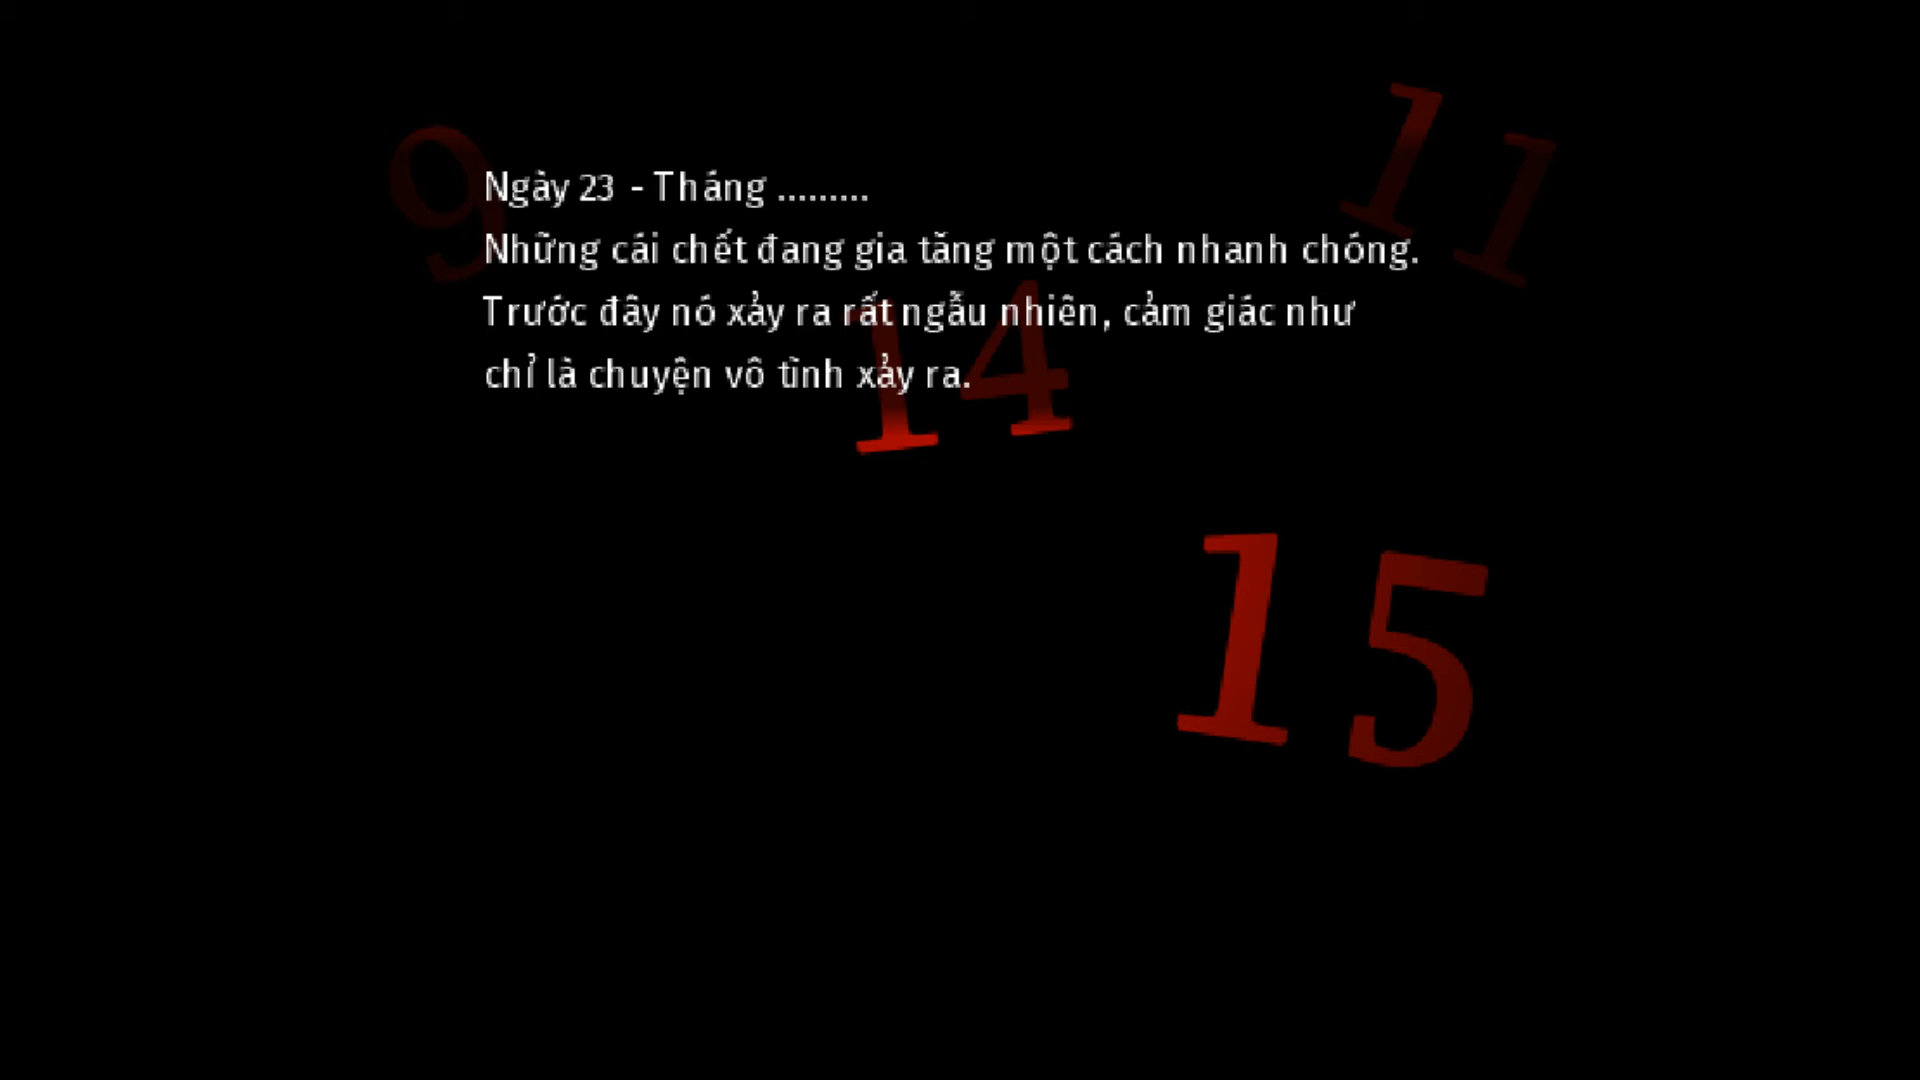 9
11
Ngày 23 - Tháng .........
Những cái chết đang gia tăng một cách nhanh chóng.
Trước đây nó xảy ra rất ngẫu nhiên, cảm giác như
chỉ là chuyện vô tình xảy ra.
14
15